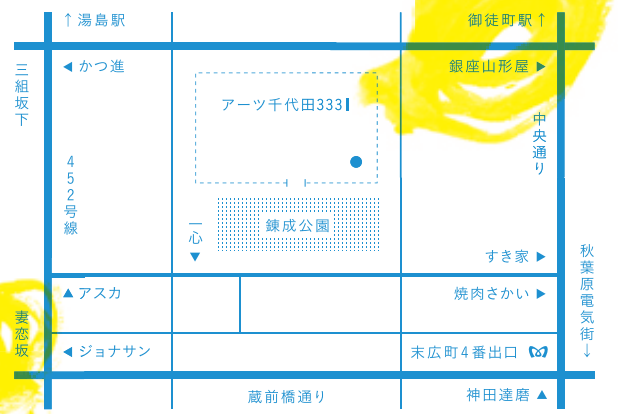 ↑湯島駅
御徒町駅↑
三組坂下
◀かつ進
銀座山形屋▶
アーツ千代田333
中央通り
452号線
一心▼
錬成公園
すき家▶
秋葉原電気街↓
▲アスカ
焼肉さかい▶
妻恋坂
◀ジョナサン
末広町4番出口
蔵前橋通り
神田達磨▲